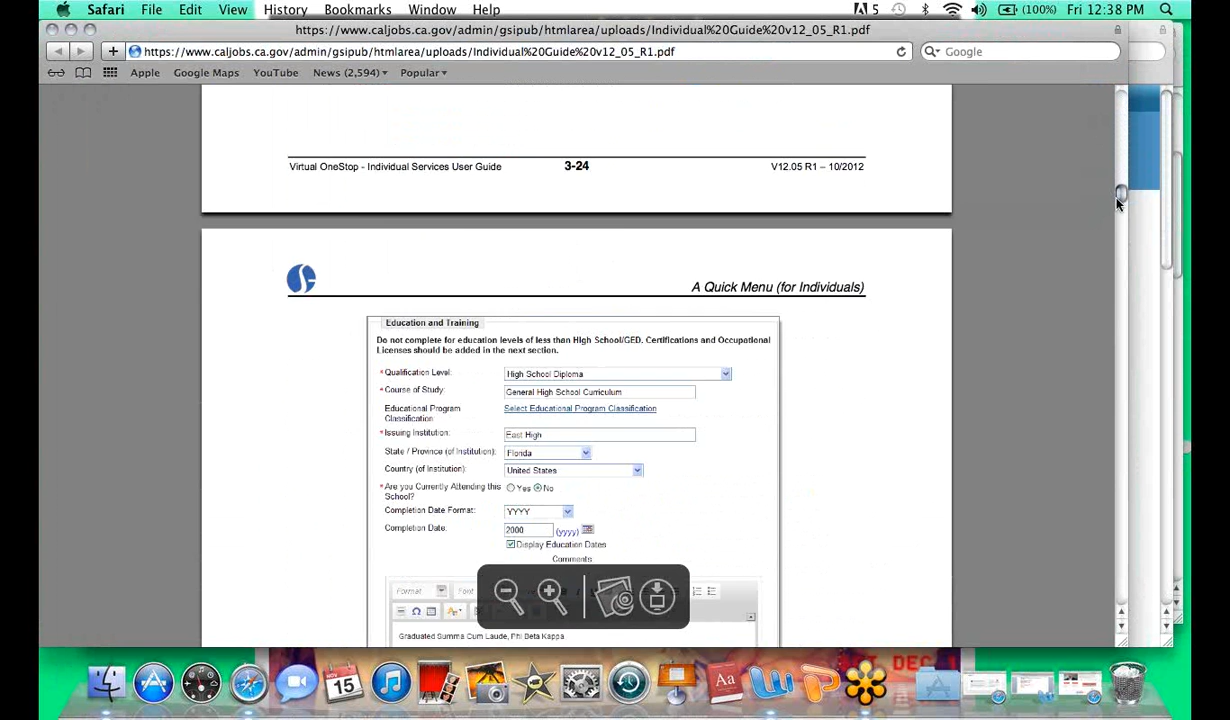 Safari File Edit View History Bookmarks Window Help 5 (100%) Fri 12:38 PM
https://www.caljobs.ca.gov/admin/gsipub/htmlarea/uploads/Individual%20Guide%20v12_05_R1.pdf
https://www.caljobs.ca.gov/admin/gsipub/htmlarea/uploads/Individual%20Guide%20v12_05_R1.pdf Google
Apple Google Maps YouTube News (2,594) Popular
Virtual OneStop - Individual Services User Guide 3-24 V12.05 R1 – 10/2012
A Quick Menu (for Individuals)
Education and Training
Do not complete for education levels of less than High School/GED. Certifications and Occupational
Licenses should be added in the next section.
*Qualification Level: High School Diploma
*Course of Study: General High School Curriculum
Educational Program Select Educational Program Classification
Classification
*Issuing Institution: East High
State / Province (of Institution): Florida
Country (of Institution): United States
*Are you Currently Attending this Yes No
School?
Completion Date Format: YYYY
Completion Date: 2000 (yyyy)
Display Education Dates
Comments
Format Font
Graduated Summa Cum Laude, Phi Beta Kappa
NOV
15
Aa